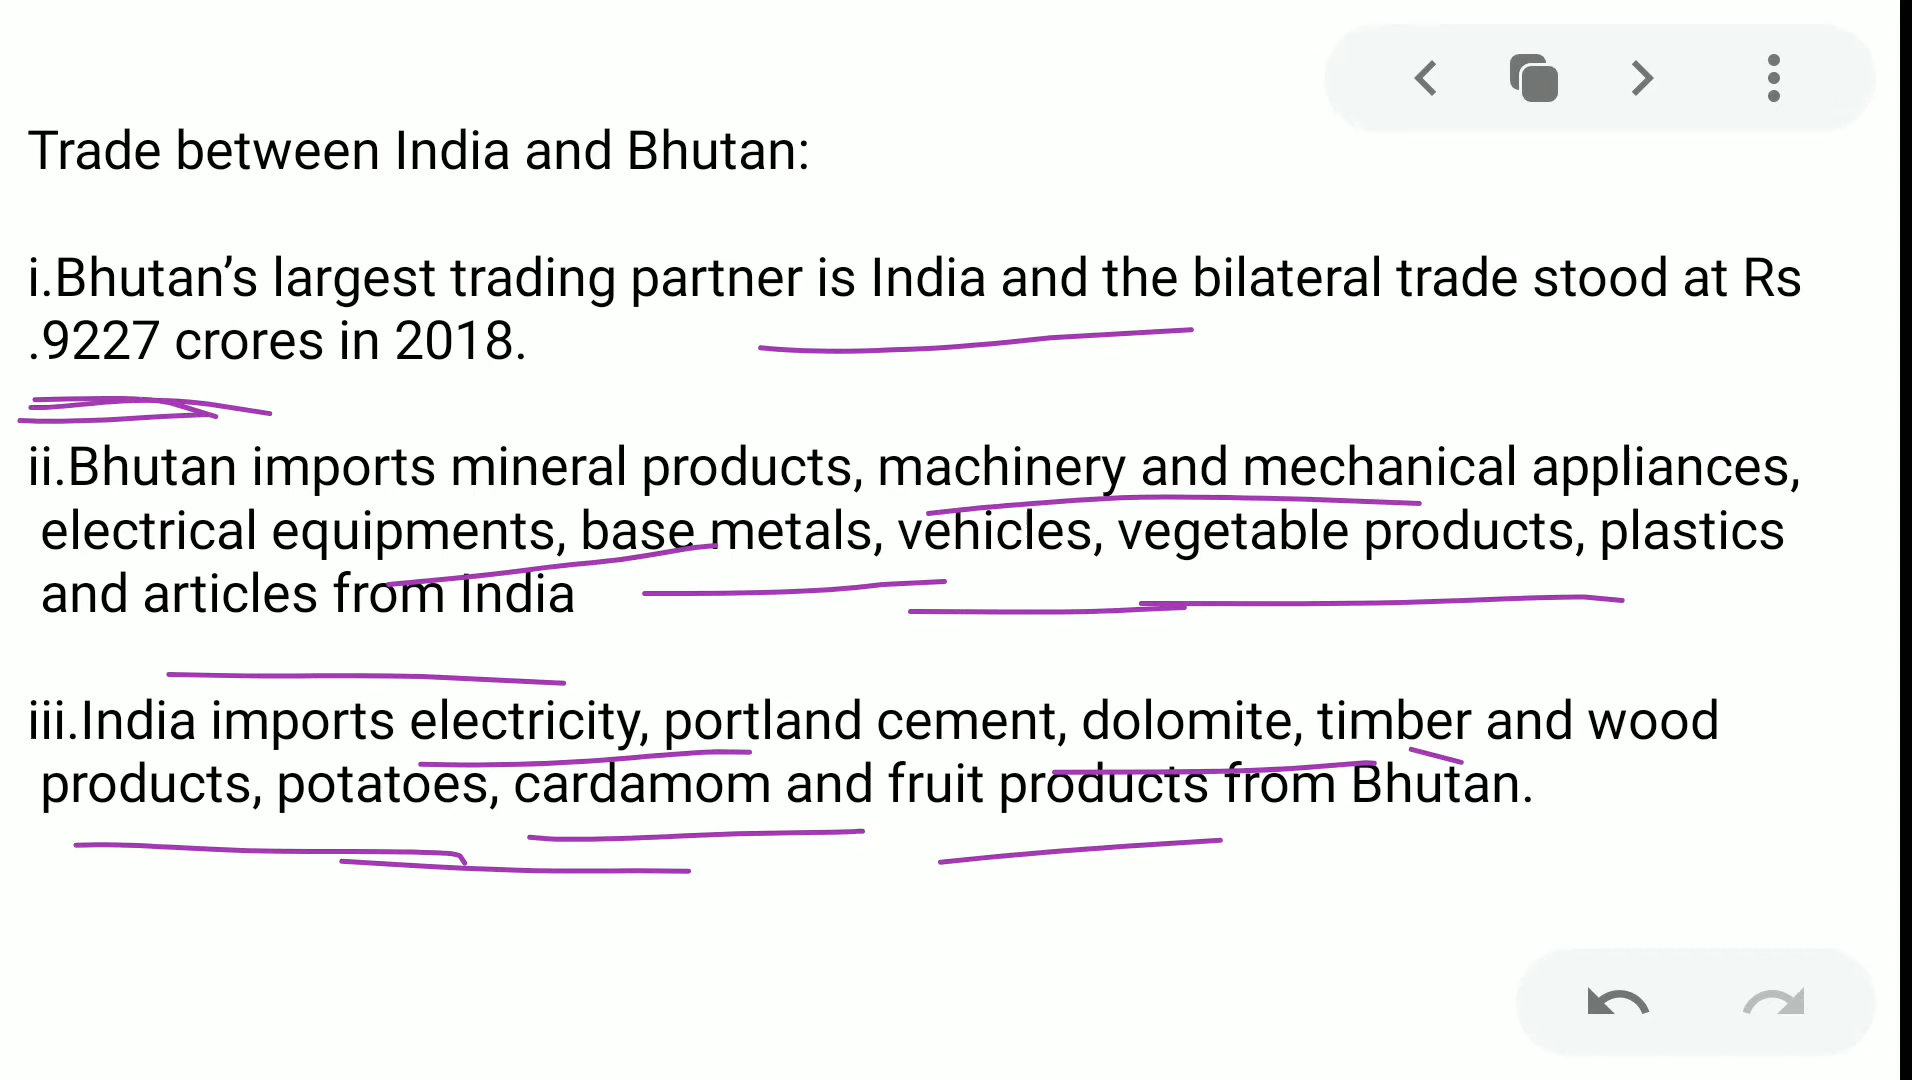 Trade between India and Bhutan:
i.Bhutan’s largest trading partner is India and the bilateral trade stood at Rs
.9227 crores in 2018.
ii.Bhutan imports mineral products, machinery and mechanical appliances,
electrical equipments, base metals, vehicles, vegetable products, plastics
and articles from India
iii.India imports electricity, portland cement, dolomite, timber and wood
products, potatoes, cardamom and fruit products from Bhutan.